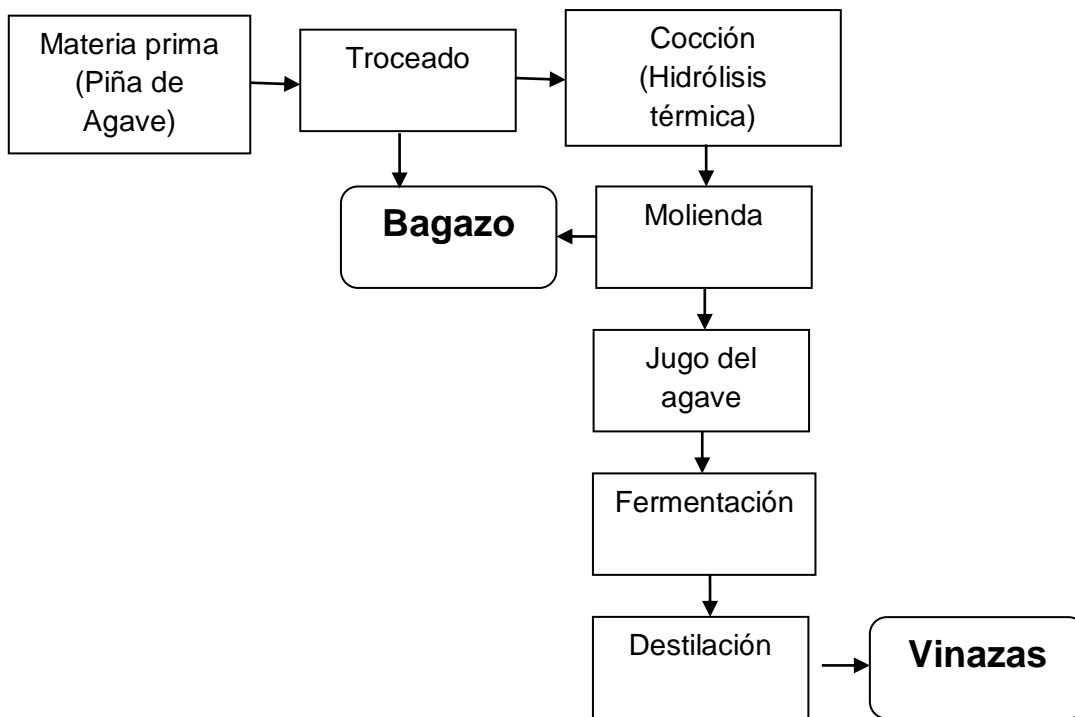 Materia prima
(Piña de
Agave)
Troceado
Cocción
(Hidrólisis
térmica)
Bagazo
Molienda
Jugo del
agave
Fermentación
Destilación
Vinazas